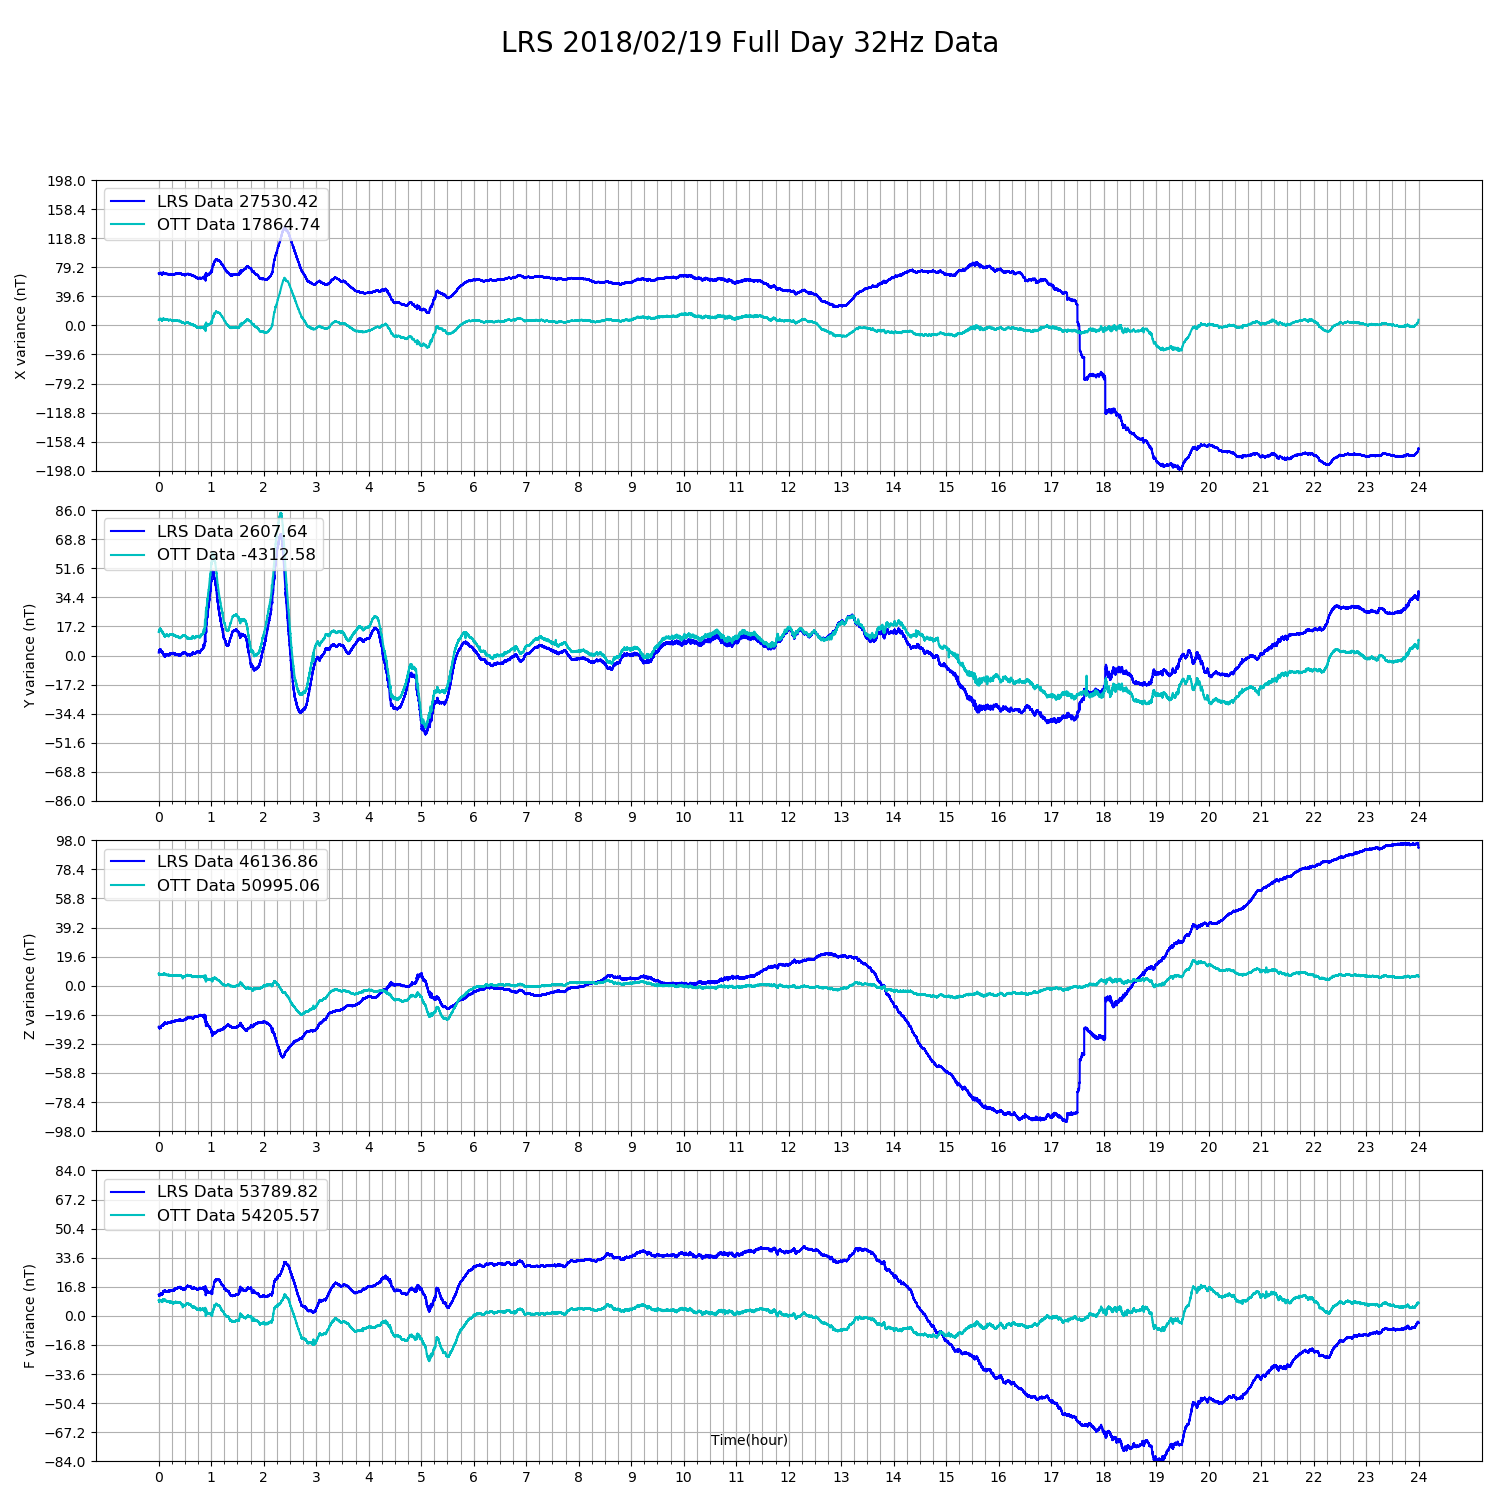 LRS 2018/02/19 Full Day 32Hz Data
X variance (nT)
198.0
158.4
118.8
79.2
39.6
0.0
−39.6
−79.2
−118.8
−158.4
−198.0
LRS Data 27530.42
OTT Data 17864.74
0 1 2 3 4 5 6 7 8 9 10 11 12 13 14 15 16 17 18 19 20 21 22 23 24
Y variance (nT)
86.0
68.8
51.6
34.4
17.2
0.0
−17.2
−34.4
−51.6
−68.8
−86.0
LRS Data 2607.64
OTT Data -4312.58
0 1 2 3 4 5 6 7 8 9 10 11 12 13 14 15 16 17 18 19 20 21 22 23 24
Z variance (nT)
98.0
78.4
58.8
39.2
19.6
0.0
−19.6
−39.2
−58.8
−78.4
−98.0
LRS Data 46136.86
OTT Data 50995.06
0 1 2 3 4 5 6 7 8 9 10 11 12 13 14 15 16 17 18 19 20 21 22 23 24
F variance (nT)
84.0
67.2
50.4
33.6
16.8
0.0
−16.8
−33.6
−50.4
−67.2
−84.0
LRS Data 53789.82
OTT Data 54205.57
Time(hour)
0 1 2 3 4 5 6 7 8 9 10 11 12 13 14 15 16 17 18 19 20 21 22 23 24